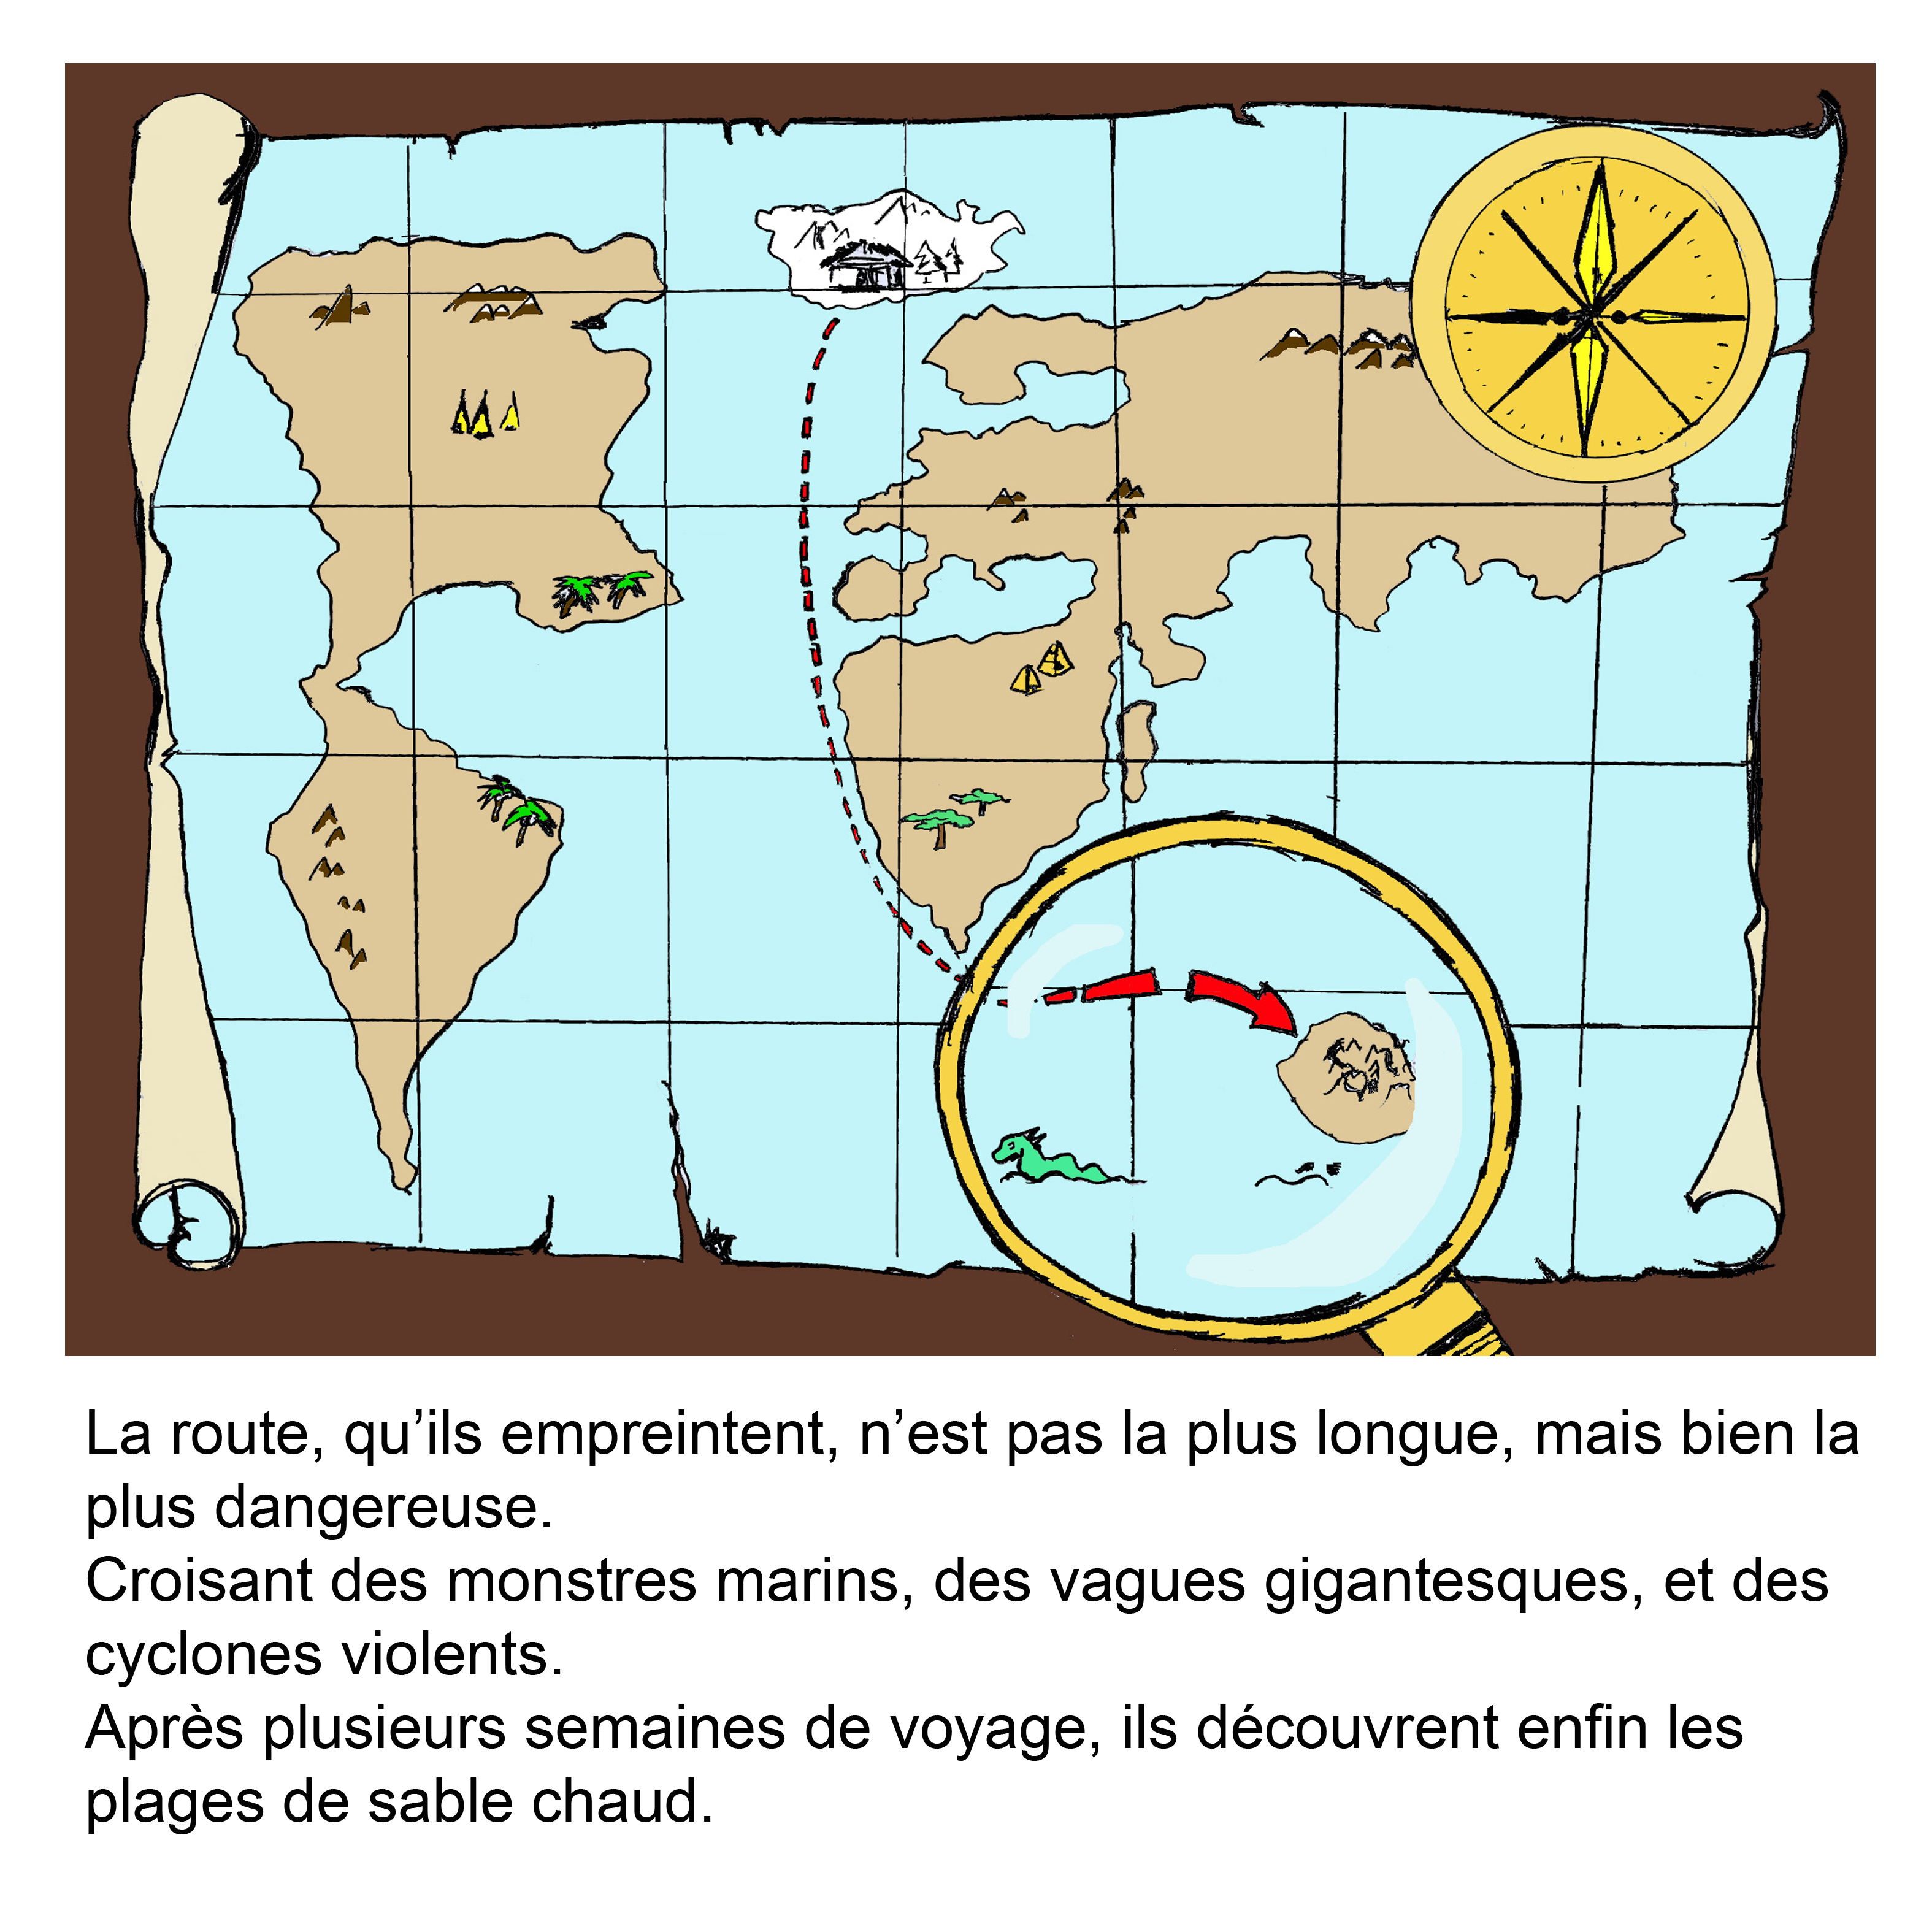 La route, qu’ils empreintent, n’est pas la plus longue, mais bien la
plus dangereuse.
Croisant des monstres marins, des vagues gigantesques, et des
cyclones violents.
Après plusieurs semaines de voyage, ils découvrent enfin les
plages de sable chaud.